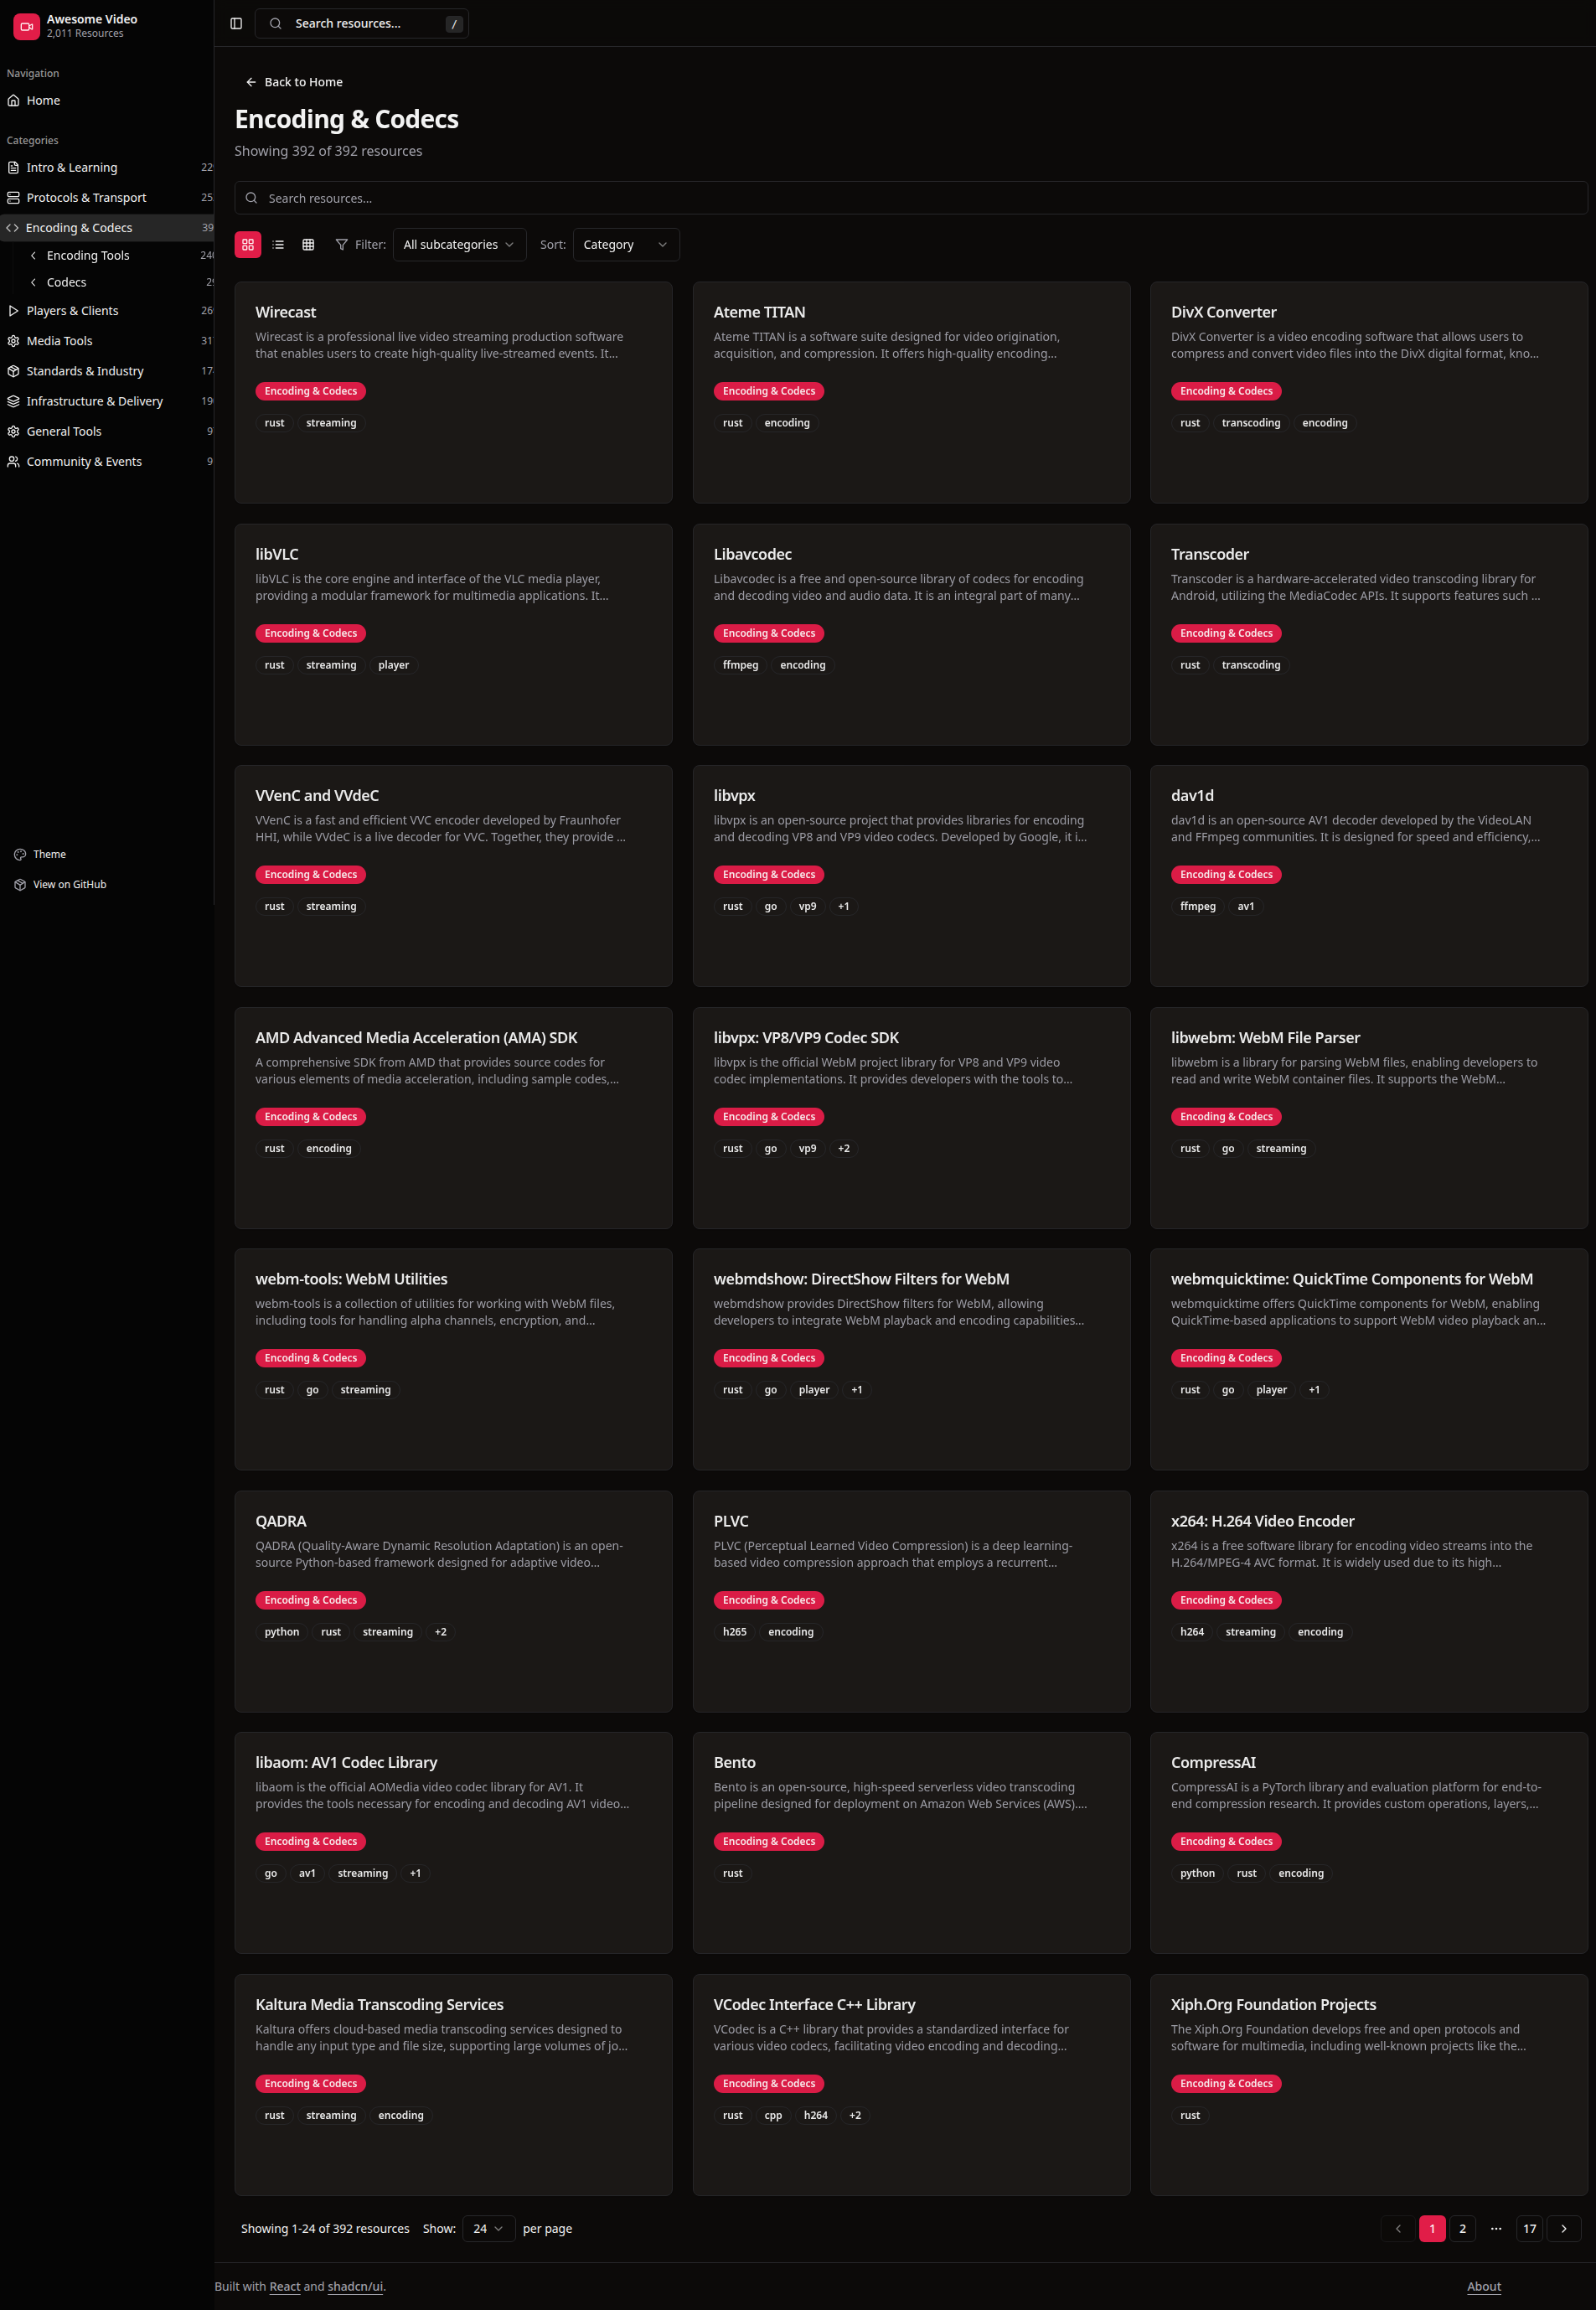 Awesome Video
2,011 Resources
Navigation
Home
Categories
Intro & Learning
Protocols & Transport
Encoding & Codecs
Encoding Tools
Codecs
Players & Clients
Media Tools
Standards & Industry
Infrastructure & Delivery
General Tools
Community & Events
Theme
View on GitHub
Search resources...
/
Back to Home
Encoding & Codecs
Showing 392 of 392 resources
Search resources...
Filter: All subcategories Sort: Category
Wirecast
Wirecast is a professional live video streaming production software
that enables users to create high-quality live-streamed events. It...
Encoding & Codecs
rust streaming
Ateme TITAN
Ateme TITAN is a software suite designed for video origination,
acquisition, and compression. It offers high-quality encoding...
Encoding & Codecs
rust encoding
DivX Converter
DivX Converter is a video encoding software that allows users to
compress and convert video files into the DivX digital format, kno...
Encoding & Codecs
rust transcoding encoding
libVLC
libVLC is the core engine and interface of the VLC media player,
providing a modular framework for multimedia applications. It...
Encoding & Codecs
rust streaming player
Libavcodec
Libavcodec is a free and open-source library of codecs for encoding
and decoding video and audio data. It is an integral part of many...
Encoding & Codecs
ffmpeg encoding
Transcoder
Transcoder is a hardware-accelerated video transcoding library for
Android, utilizing the MediaCodec APIs. It supports features such ...
Encoding & Codecs
rust transcoding
VVenC and VVdeC
VVenC is a fast and efficient VVC encoder developed by Fraunhofer
HHI, while VVdeC is a live decoder for VVC. Together, they provide ...
Encoding & Codecs
rust streaming
libvpx
libvpx is an open-source project that provides libraries for encoding
and decoding VP8 and VP9 video codecs. Developed by Google, it i...
Encoding & Codecs
rust go vp9 +1
dav1d
dav1d is an open-source AV1 decoder developed by the VideoLAN
and FFmpeg communities. It is designed for speed and efficiency,...
Encoding & Codecs
ffmpeg av1
AMD Advanced Media Acceleration (AMA) SDK
A comprehensive SDK from AMD that provides source codes for
various elements of media acceleration, including sample codes,...
Encoding & Codecs
rust encoding
libvpx: VP8/VP9 Codec SDK
libvpx is the official WebM project library for VP8 and VP9 video
codec implementations. It provides developers with the tools to...
Encoding & Codecs
rust go vp9 +2
libwebm: WebM File Parser
libwebm is a library for parsing WebM files, enabling developers to
read and write WebM container files. It supports the WebM...
Encoding & Codecs
rust go streaming
webm-tools: WebM Utilities
webm-tools is a collection of utilities for working with WebM files,
including tools for handling alpha channels, encryption, and...
Encoding & Codecs
rust go streaming
webmdshow: DirectShow Filters for WebM
webmdshow provides DirectShow filters for WebM, allowing
developers to integrate WebM playback and encoding capabilities...
Encoding & Codecs
rust go player +1
webmquicktime: QuickTime Components for WebM
webmquicktime offers QuickTime components for WebM, enabling
QuickTime-based applications to support WebM video playback an...
Encoding & Codecs
rust go player +1
QADRA
QADRA (Quality-Aware Dynamic Resolution Adaptation) is an open-
source Python-based framework designed for adaptive video...
Encoding & Codecs
python rust streaming +2
PLVC
PLVC (Perceptual Learned Video Compression) is a deep learning-
based video compression approach that employs a recurrent...
Encoding & Codecs
h265 encoding
x264: H.264 Video Encoder
x264 is a free software library for encoding video streams into the
H.264/MPEG-4 AVC format. It is widely used due to its high...
Encoding & Codecs
h264 streaming encoding
libaom: AV1 Codec Library
libaom is the official AOMedia video codec library for AV1. It
provides the tools necessary for encoding and decoding AV1 video...
Encoding & Codecs
go av1 streaming +1
Bento
Bento is an open-source, high-speed serverless video transcoding
pipeline designed for deployment on Amazon Web Services (AWS)....
Encoding & Codecs
rust
CompressAI
CompressAI is a PyTorch library and evaluation platform for end-to-
end compression research. It provides custom operations, layers,...
Encoding & Codecs
python rust encoding
Kaltura Media Transcoding Services
Kaltura offers cloud-based media transcoding services designed to
handle any input type and file size, supporting large volumes of jo...
Encoding & Codecs
rust streaming encoding
VCodec Interface C++ Library
VCodec is a C++ library that provides a standardized interface for
various video codecs, facilitating video encoding and decoding...
Encoding & Codecs
rust cpp h264 +2
Xiph.Org Foundation Projects
The Xiph.Org Foundation develops free and open protocols and
software for multimedia, including well-known projects like the...
Encoding & Codecs
rust
Showing 1-24 of 392 resources Show: 24 per page
1 2 ... 17
Built with React and shadcn/ui.
About